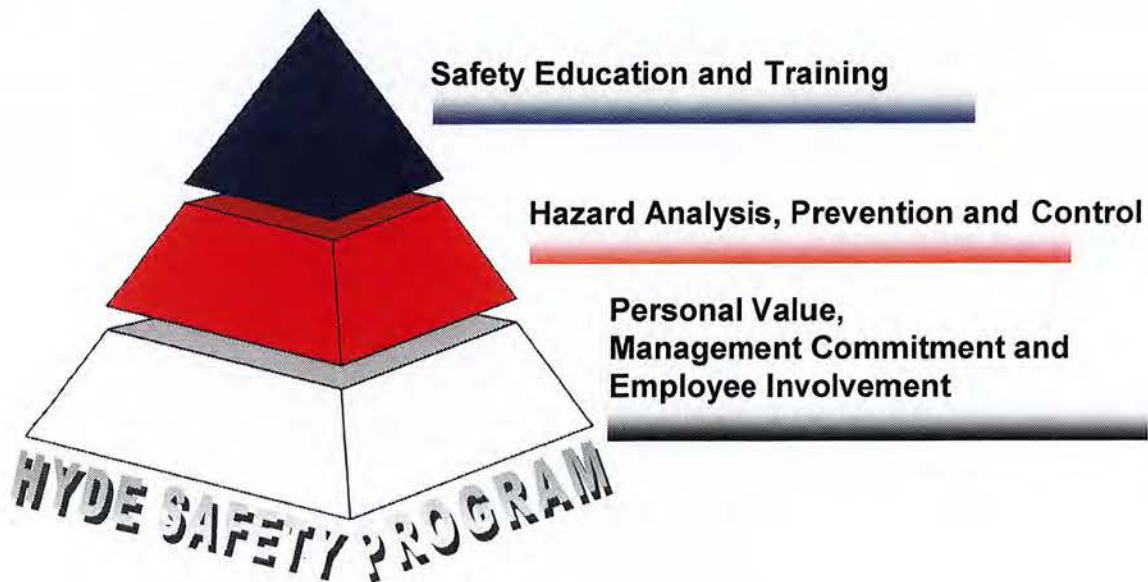 Safety Education and Training
Hazard Analysis, Prevention and Control
Personal Value,
Management Commitment and
Employee Involvement
HYDE SAFETY PROGRAM